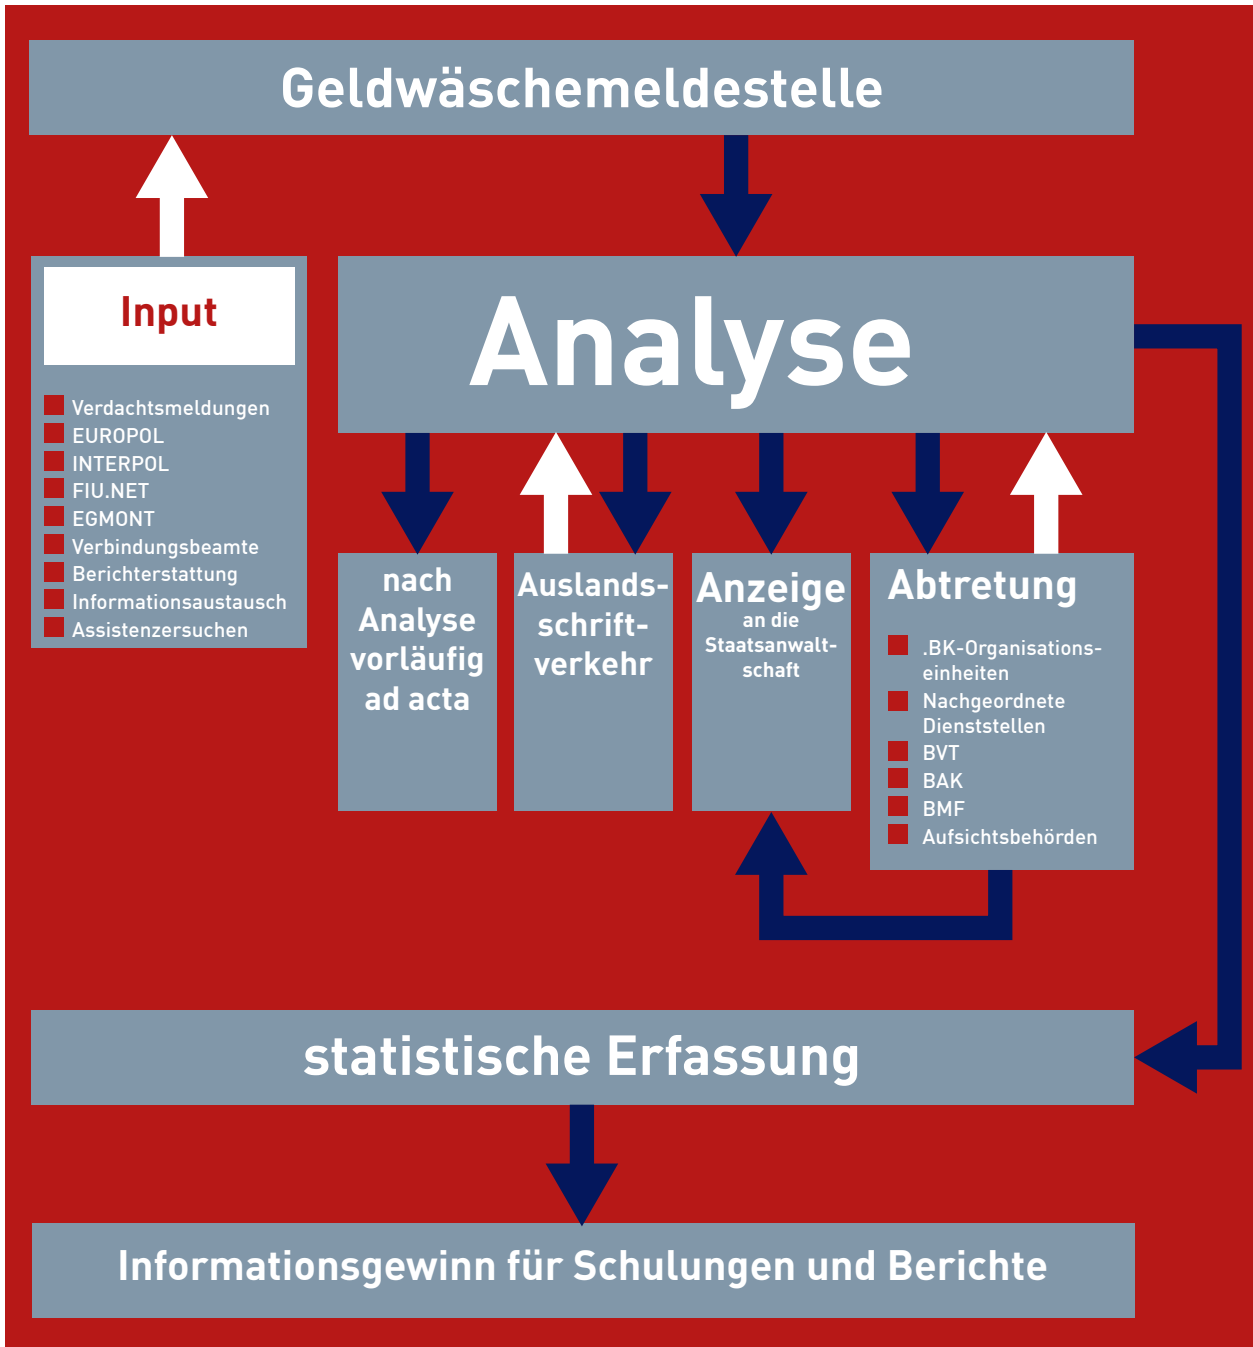 Geldwäschemeldestelle
Input
Verdachtsmeldungen
EUROPOL
INTERPOL
FIU.NET
EGMONT
Verbindungsbeamte
Berichterstattung
Informationsaustausch
Assistenzersuchen
Analyse
nach
Analyse
vorläufig
ad acta
Auslands-
schrift-
verkehr
Anzeige
an die
Staatsanwalt-
schaft
Abtretung
.BK-Organisations-
einheiten
Nachgeordnete
Dienststellen
BVT
BAK
BMF
Aufsichtsbehörden
statistische Erfassung
Informationsgewinn für Schulungen und Berichte